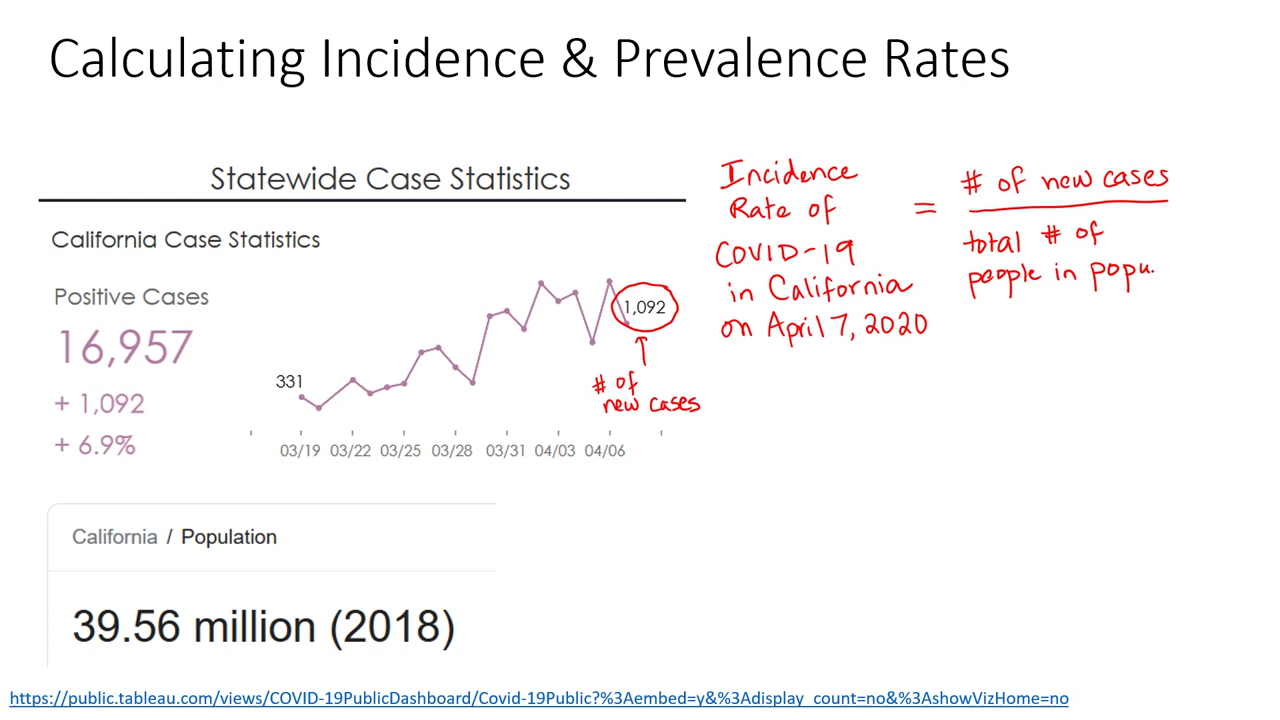 Calculating Incidence & Prevalence Rates
Statewide Case Statistics
California Case Statistics
Positive Cases
16,957
+ 1,092
+ 6.9%
331
1,092
# of
new cases
03/19 03/22 03/25 03/28 03/31 04/03 04/06
Incidence
Rate of
COVID-19
in California
on April 7, 2020
=
# of new cases
total # of
people in popu.
California / Population
39.56 million (2018)
https://public.tableau.com/views/COVID-19PublicDashboard/Covid-19Public?%3Aembed=y&%3Adisplay_count=no&%3AshowVizHome=no